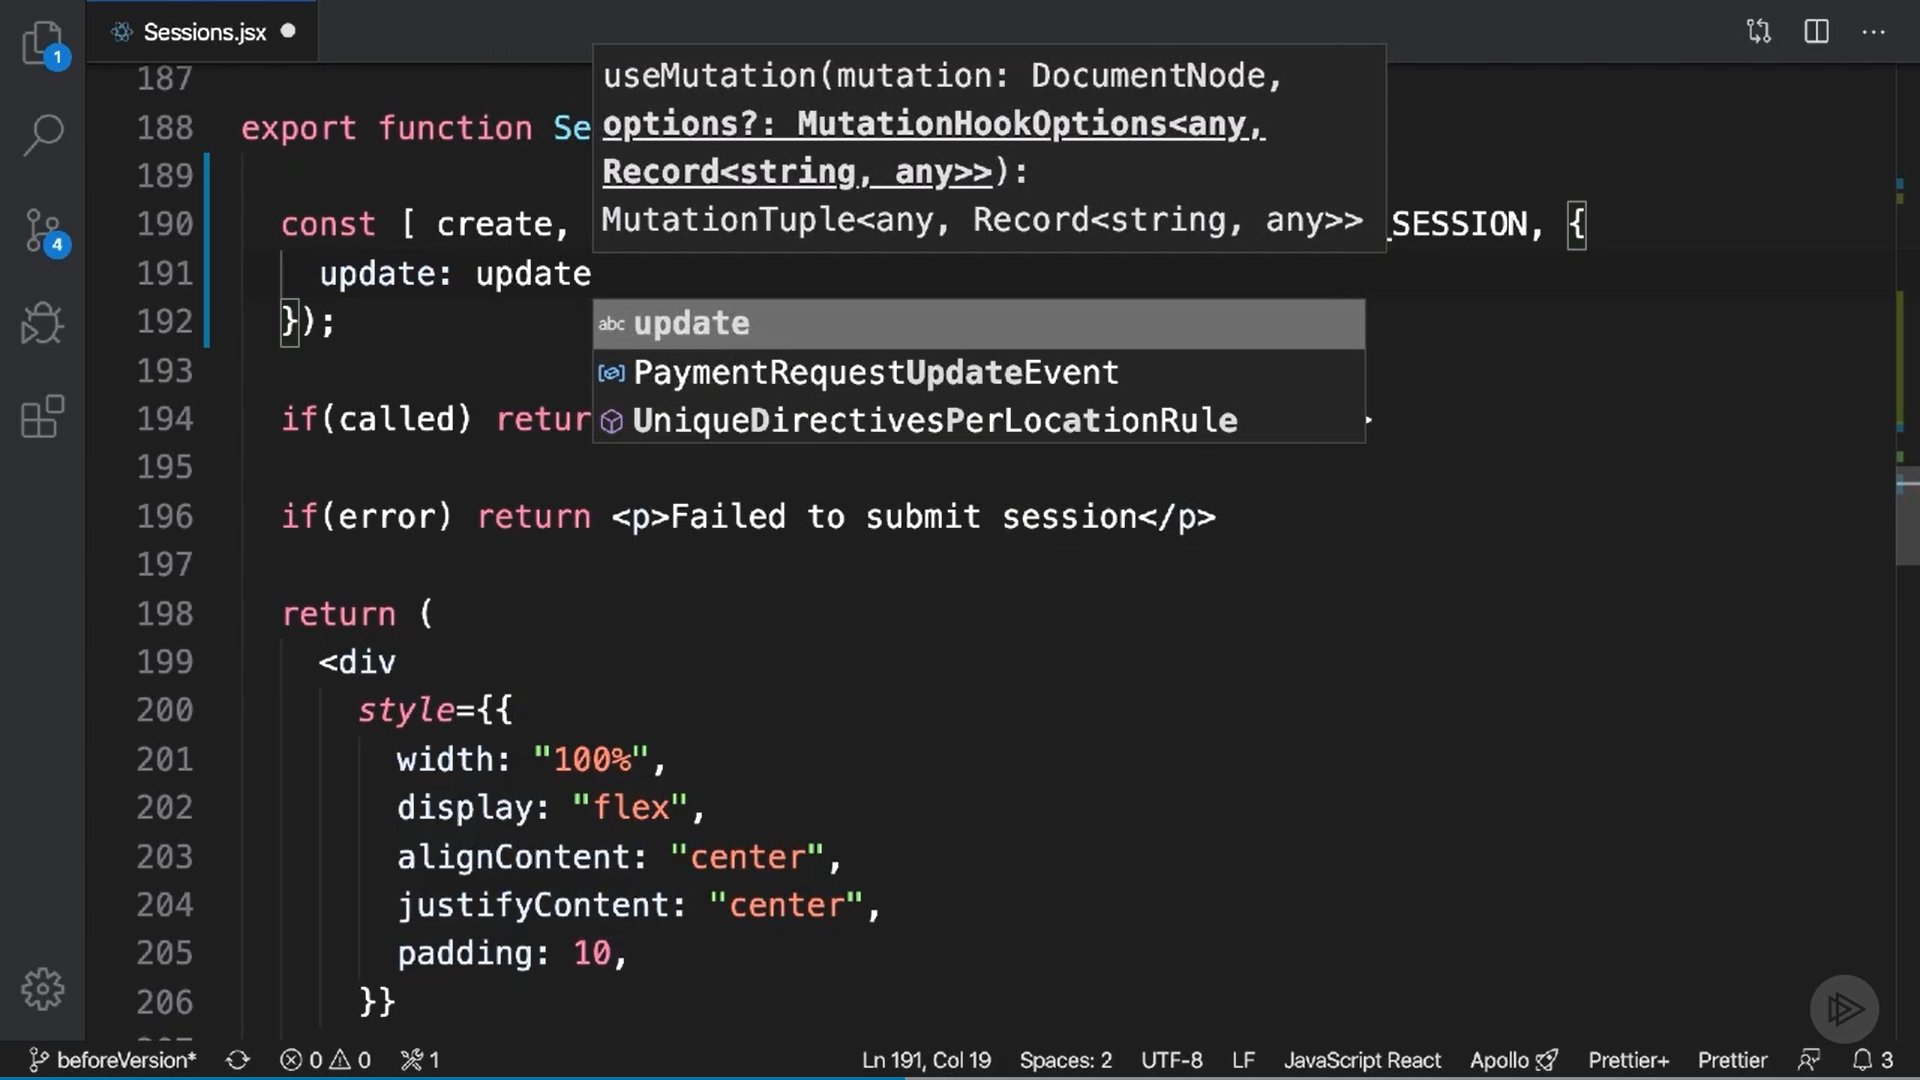 Sessions.jsx
1
4
187
188 export function Se
189
190 const [ create, _SESSION, {
191 update: update
192 });
193
194 if(called) retur
195
196 if(error) return <p>Failed to submit session</p>
197
198 return (
199 <div
200 style={{
201 width: "100%",
202 display: "flex",
203 alignContent: "center",
204 justifyContent: "center",
205 padding: 10,
206 }}
useMutation(mutation: DocumentNode,
options?: MutationHookOptions<any,
Record<string, any>>):
MutationTuple<any, Record<string, any>>
abc update
PaymentRequestUpdateEvent
UniqueDirectivesPerLocationRule
beforeVersion* 0 0 1 Ln 191, Col 19 Spaces: 2 UTF-8 LF JavaScript React Apollo Prettier+ Prettier 3